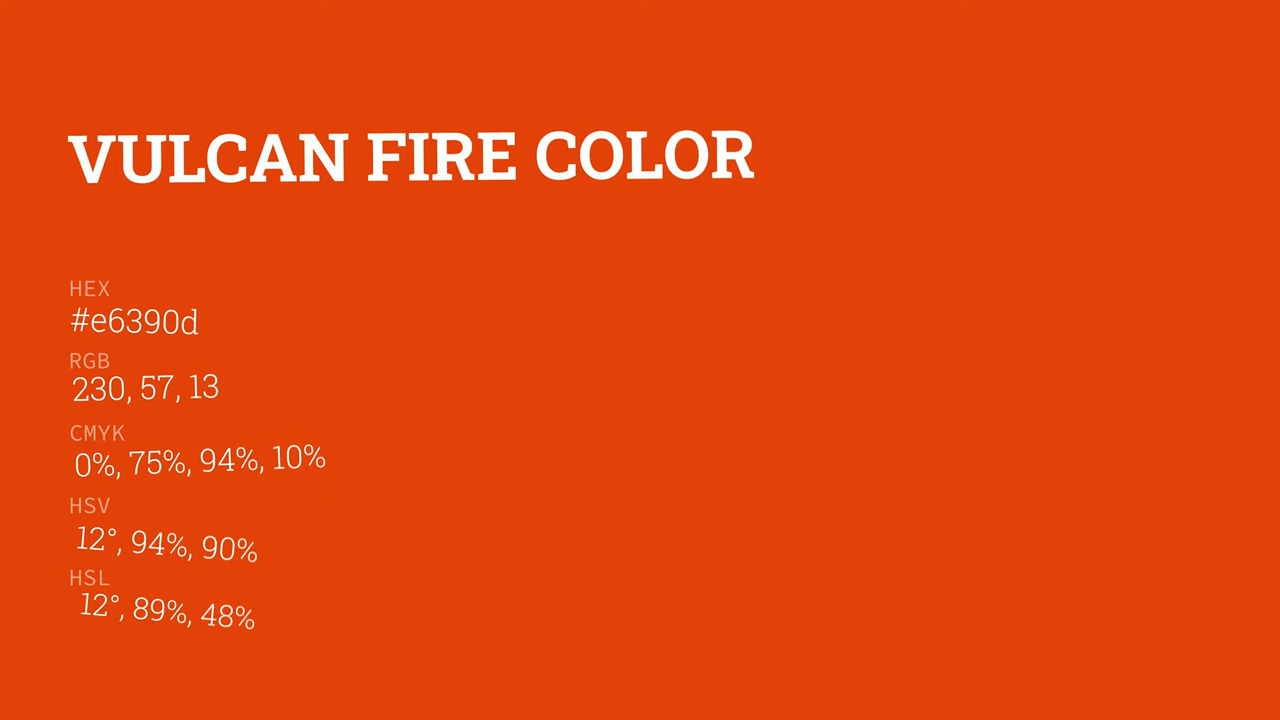 VULCAN FIRE COLOR
HEX
#e6390d
RGB
230, 57, 13
CMYK
0%, 75%, 94%, 10%
HSV
12°, 94%, 90%
HSL
12°, 89%, 48%